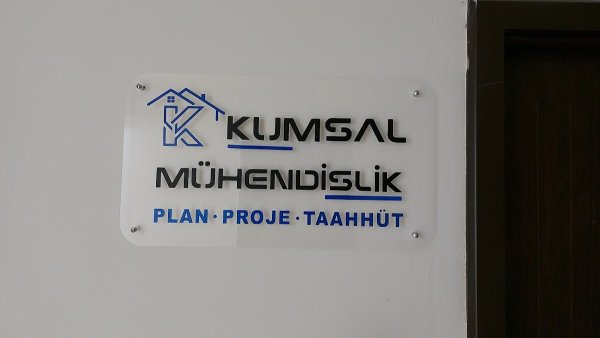 KUMSAL
MÜHENDİSLİK
PLAN · PROJE · TAAHHÜT